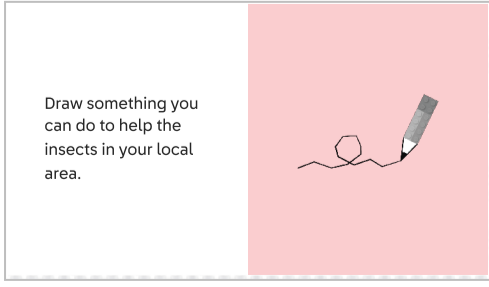 Draw something you
can do to help the
insects in your local
area.